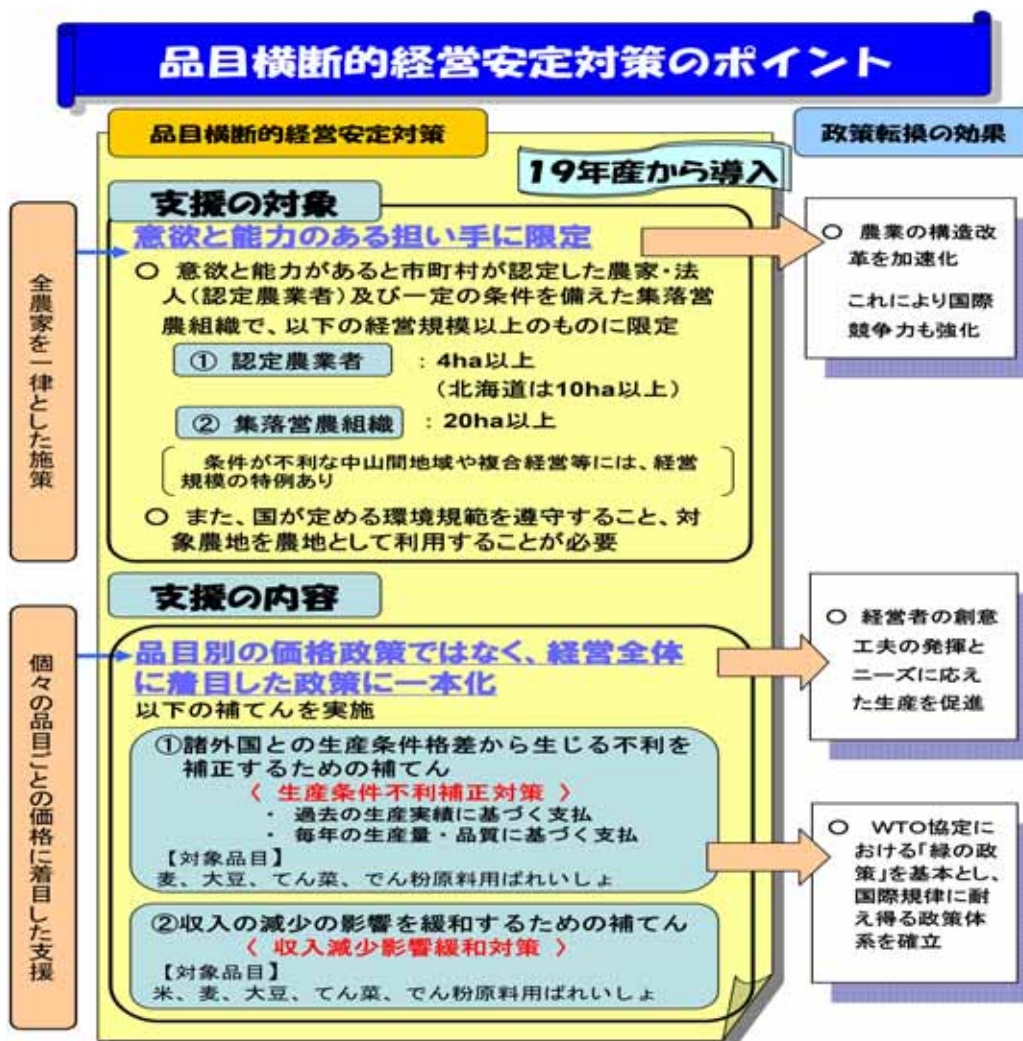 品目横断的経営安定対策のポイント
品目横断的経営安定対策
政策転換の効果
19年産から導入
全農家を一律とした施策
支援の対象
意欲と能力のある担い手に限定
○ 意欲と能力があると市町村が認定した農家・法
人(認定農業者)及び一定の条件を備えた集落営
農組織で、以下の経営規模以上のものに限定
① 認定農業者 :4ha以上
(北海道は10ha以上)
② 集落営農組織 :20ha以上
条件が不利な中山間地域や複合経営等には、経営
規模の特例あり
○ また、国が定める環境規範を遵守すること、対
象農地を農地として利用することが必要
○ 農業の構造改
革を加速化
これにより国際
競争力も強化
個々の品目ごとの価格に着目した支援
支援の内容
品目別の価格政策ではなく、経営全体
に着目した政策に一本化
以下の補てんを実施
①諸外国との生産条件格差から生じる不利を
補正するための補てん
〈 生産条件不利補正対策 〉
・ 過去の生産実績に基づく支払
・ 毎年の生産量・品質に基づく支払
【対象品目】
麦、大豆、てん菜、でん粉原料用ばれいしょ
②収入の減少の影響を緩和するための補てん
〈 収入減少影響緩和対策 〉
【対象品目】
米、麦、大豆、てん菜、でん粉原料用ばれいしょ
○ 経営者の創意
工夫の発揮と
ニーズに応え
た生産を促進
○ WTO協定に
おける「緑の政
策」を基本とし、
国際規律に耐
え得る政策体
系を確立